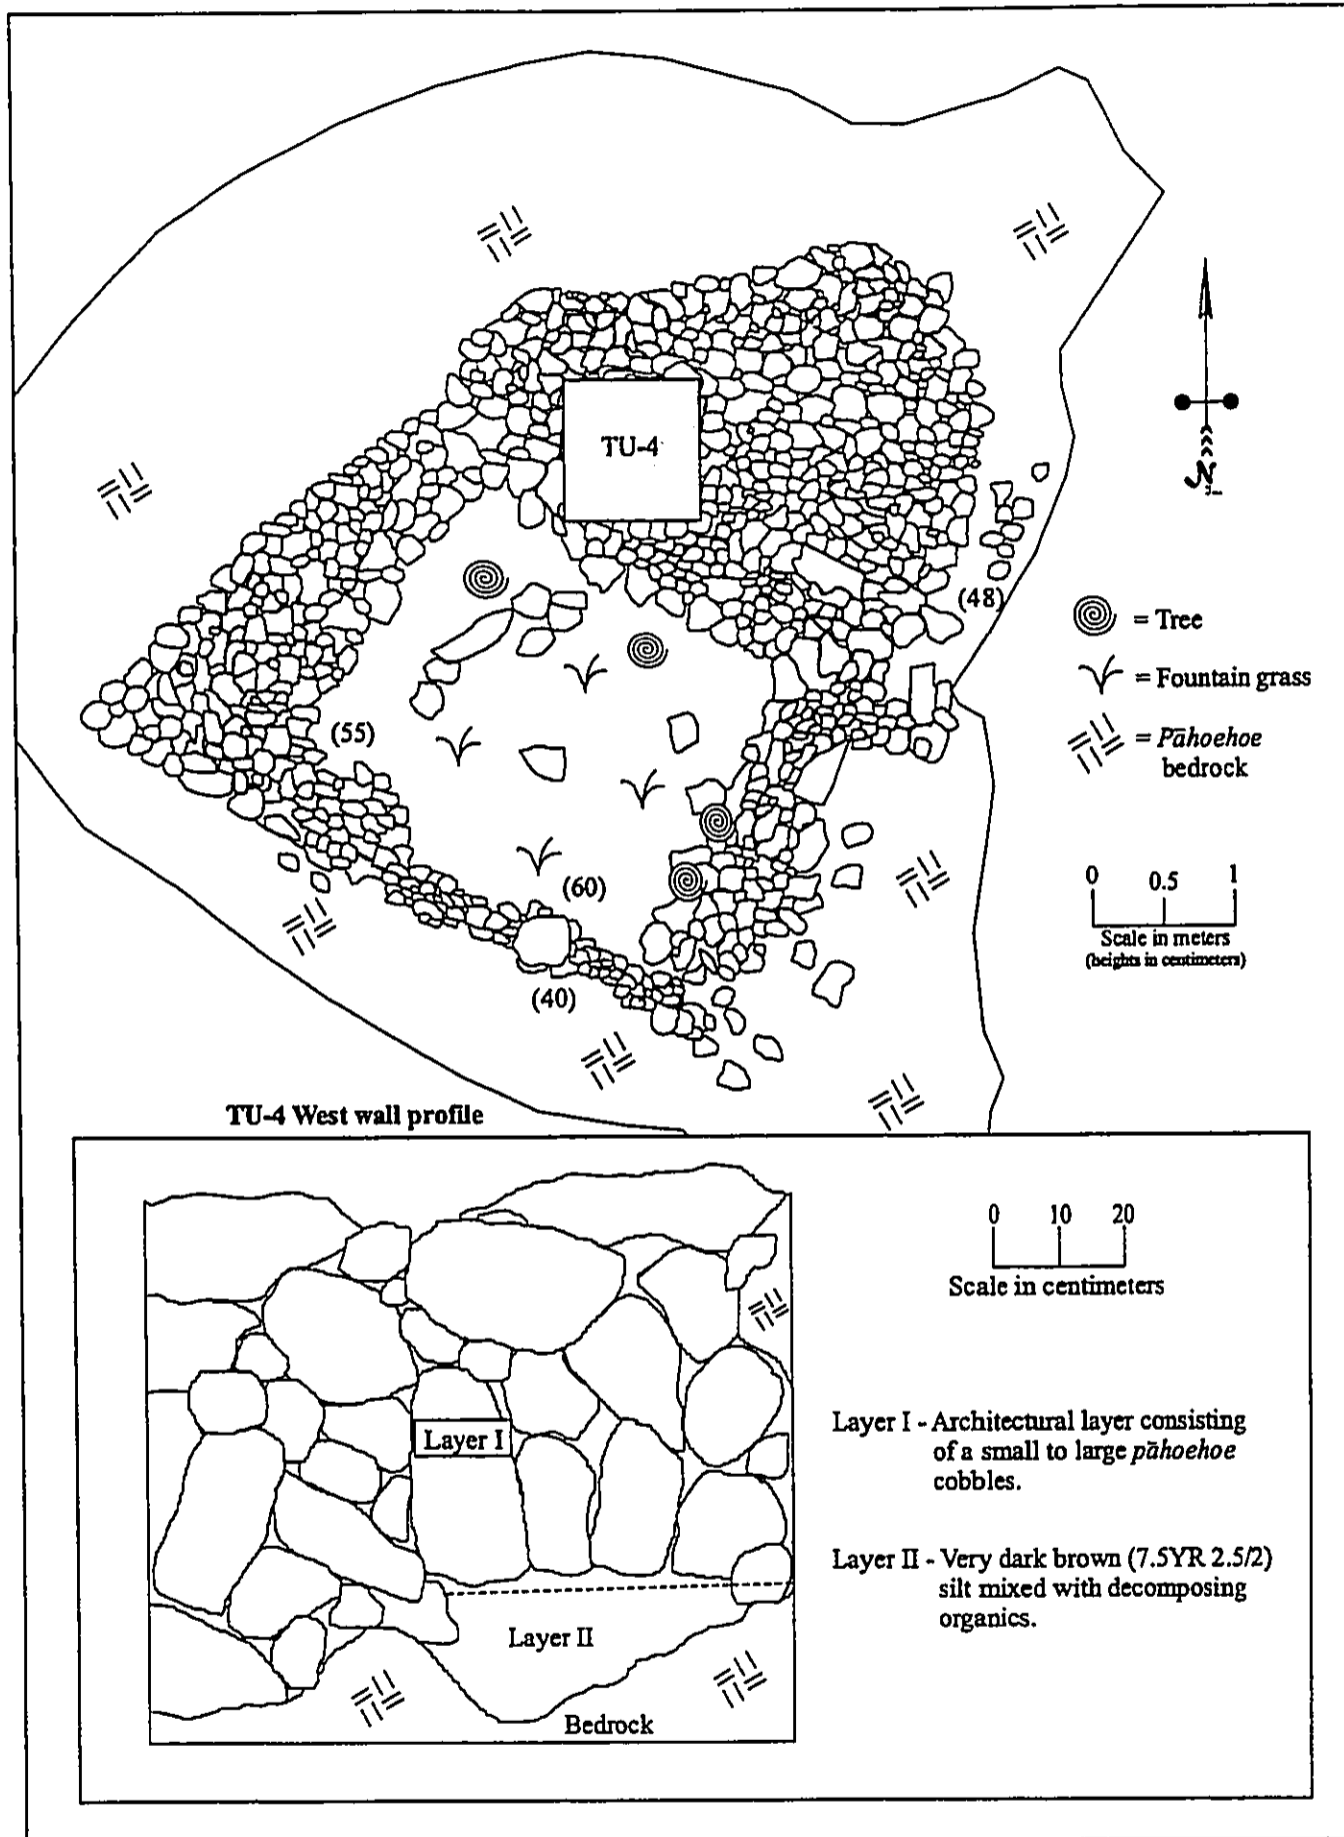 TU-4
(48)
= Tree
= Fountain grass
(55)
= Pāhoehoe
bedrock
0 0.5 1
(60)
Scale in meters
(heights in centimeters)
(40)
TU-4 West wall profile
0 10 20
Scale in centimeters
Layer I
Layer I - Architectural layer consisting
of a small to large pāhoehoe
cobbles.
Layer II - Very dark brown (7.5YR 2.5/2)
silt mixed with decomposing
organics.
Layer II
Bedrock